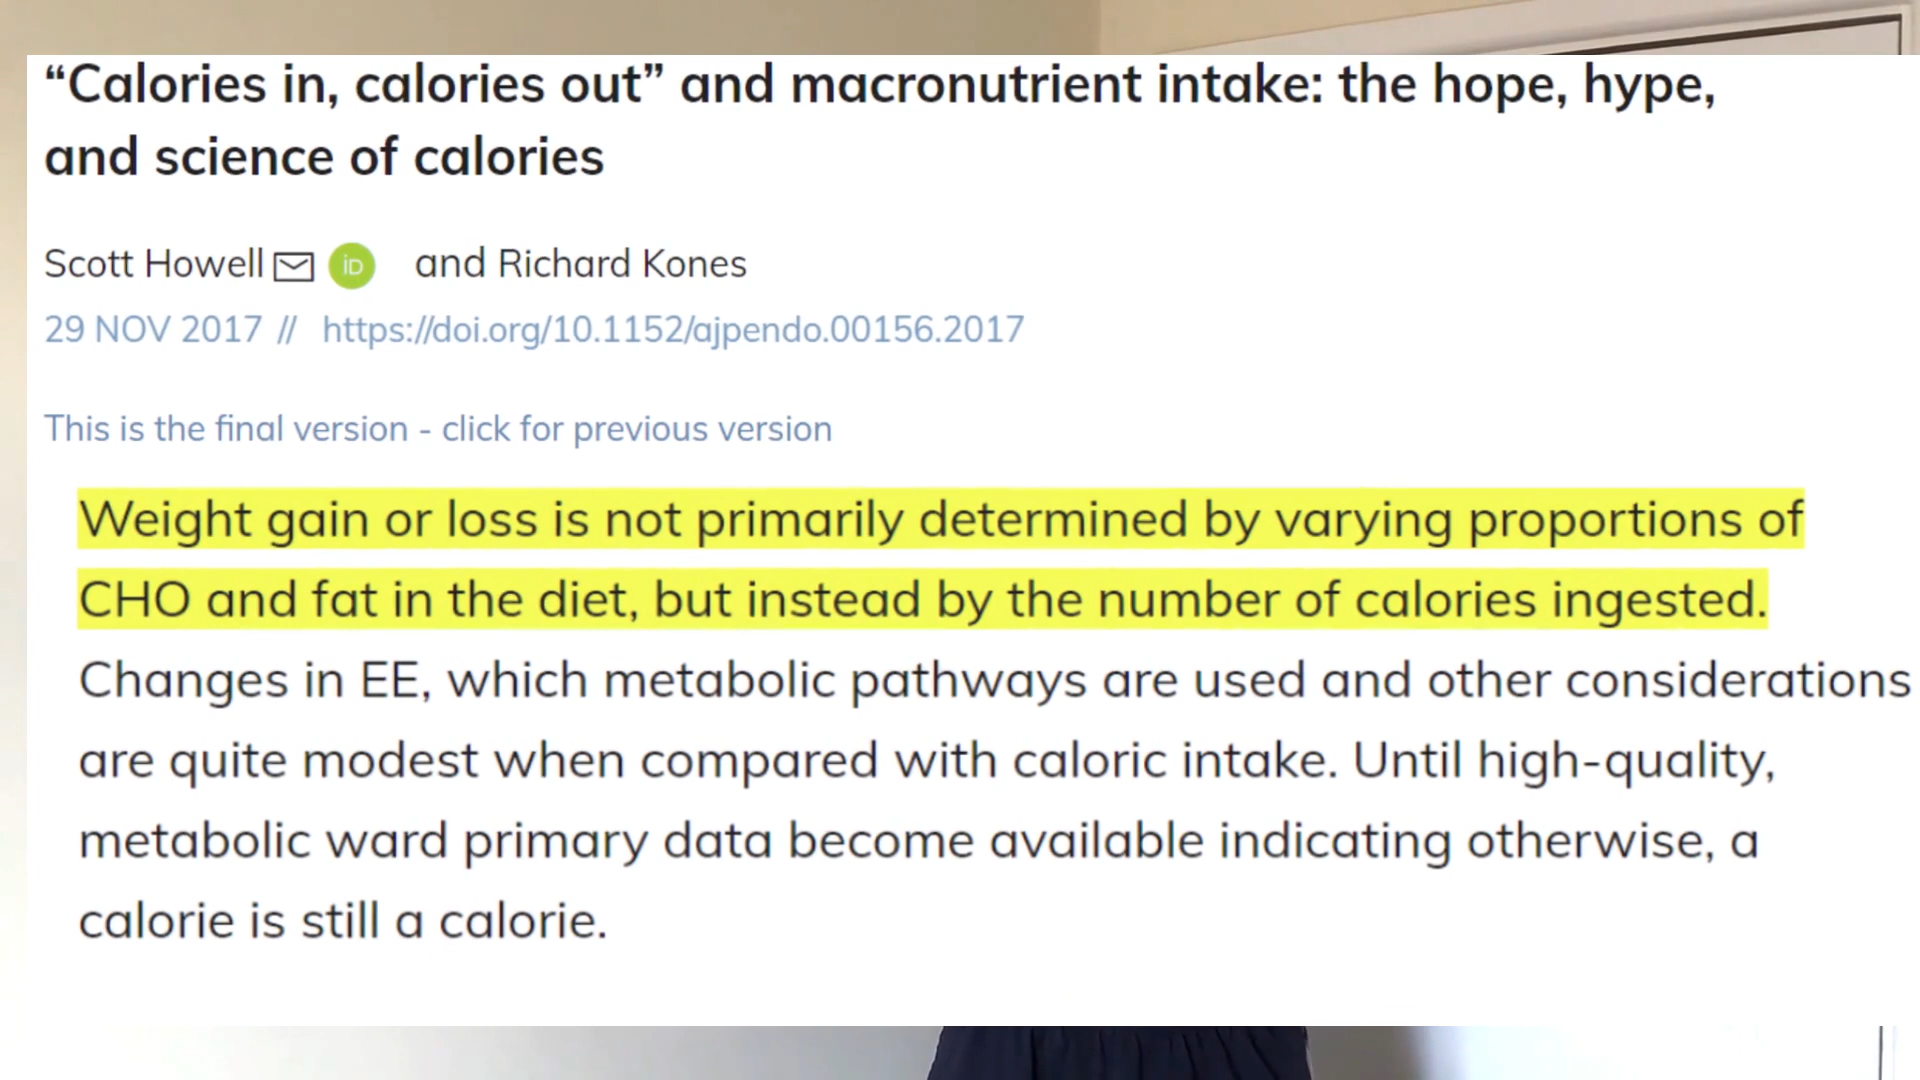 “Calories in, calories out” and macronutrient intake: the hope, hype,
and science of calories
Scott Howell iD and Richard Kones
29 NOV 2017 // https://doi.org/10.1152/ajpendo.00156.2017
This is the final version - click for previous version
Weight gain or loss is not primarily determined by varying proportions of
CHO and fat in the diet, but instead by the number of calories ingested.
Changes in EE, which metabolic pathways are used and other considerations
are quite modest when compared with caloric intake. Until high-quality,
metabolic ward primary data become available indicating otherwise, a
calorie is still a calorie.